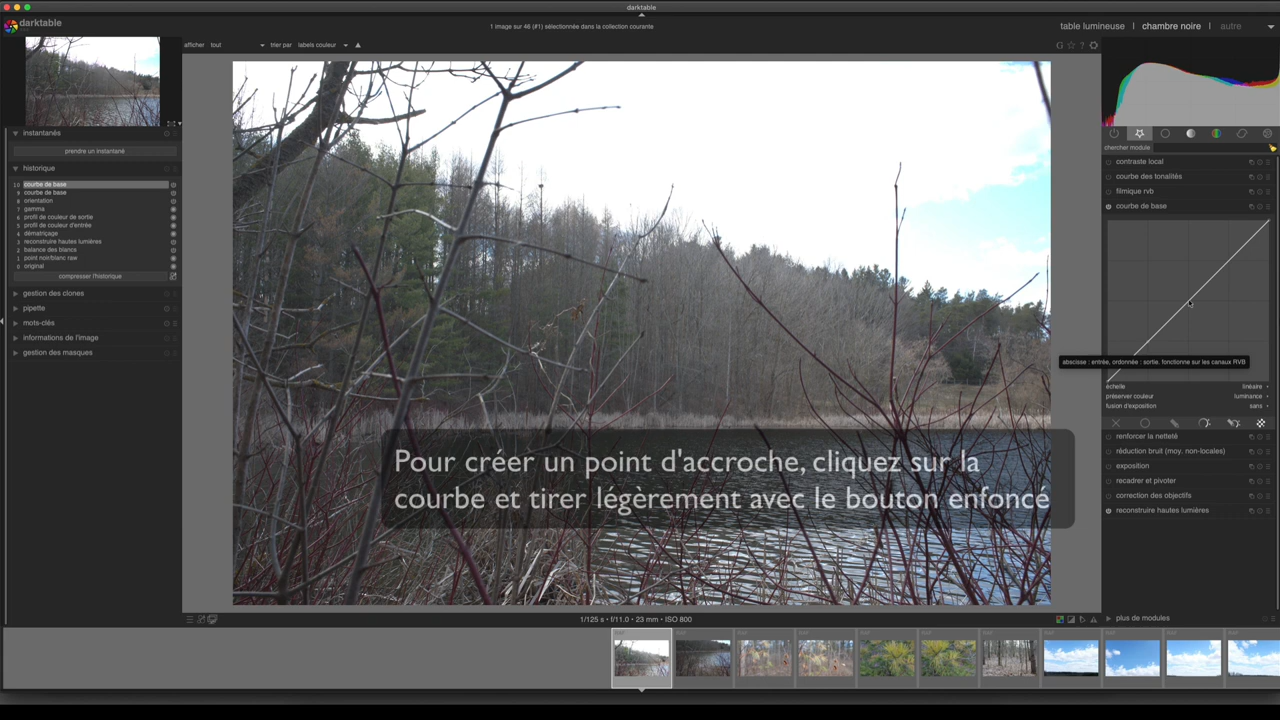 darktable
darktable
1 image sur 46 (#1) sélectionnée dans la collection courante
table lumineuse | chambre noire | autre
afficher tout trier par labels couleur
instantanés
prendre un instantané
historique
10 courbe de base
9 courbe de base
8 orientation
7 gamma
6 profil de couleur de sortie
5 profil de couleur d'entrée
4 dématriçage
3 reconstruire hautes lumières
2 balance des blancs
1 point noir/blanc raw
0 original
compresser l'historique
gestion des clones
pipette
mots-clés
informations de l'image
gestion des masques
chercher module
contraste local
courbe des tonalités
filmique rvb
courbe de base
abscisse : entrée, ordonnée : sortie. fonctionne sur les canaux RVB
échelle linéaire
préserver couleur luminance
fusion d'exposition sans
renforcer la netteté
réduction bruit (moy. non-locales)
exposition
recadrer et pivoter
correction des objectifs
reconstruire hautes lumières
plus de modules
Pour créer un point d'accroche, cliquez sur la
courbe et tirer légèrement avec le bouton enfoncé
1/125 s • f/11.0 • 23 mm • ISO 800